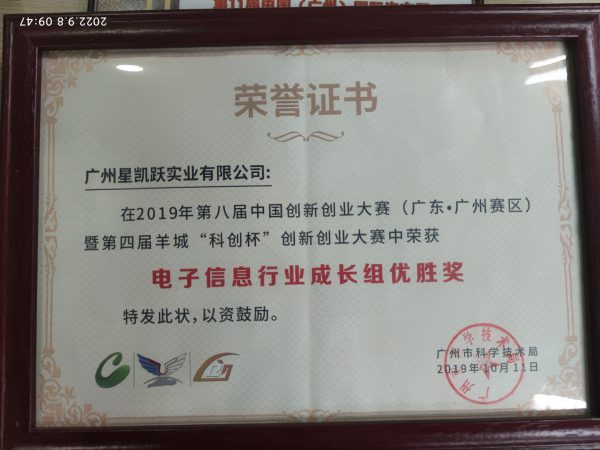 2022.9.8 09:47
荣誉证书
广州星凯跃实业有限公司:
在2019年第八届中国创新创业大赛（广东·广州赛区）
暨第四届羊城“科创杯”创新创业大赛中荣获
电子信息行业成长组优胜奖
特发此状,以资鼓励。
广州市科学技术局
2019年10月11日